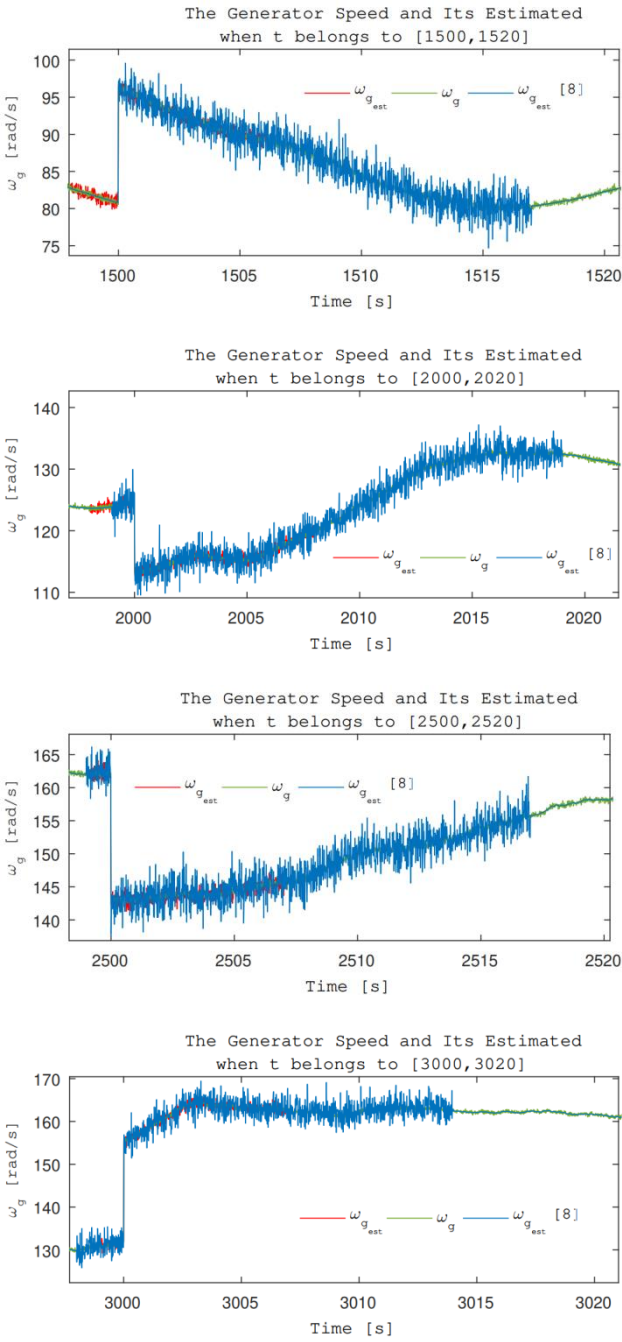 The Generator Speed and Its Estimated
when t belongs to [1500,1520]
100
95
90
85
80
75
ω_g [rad/s]
ω_g_est ω_g ω_g_est [8]
1500 1505 1510 1515 1520
Time [s]
The Generator Speed and Its Estimated
when t belongs to [2000,2020]
140
130
120
110
ω_g [rad/s]
ω_g_est ω_g ω_g_est [8]
2000 2005 2010 2015 2020
Time [s]
The Generator Speed and Its Estimated
when t belongs to [2500,2520]
165
160
155
150
145
140
ω_g [rad/s]
ω_g_est ω_g ω_g_est [8]
2500 2505 2510 2515 2520
Time [s]
The Generator Speed and Its Estimated
when t belongs to [3000,3020]
170
160
150
140
130
ω_g [rad/s]
ω_g_est ω_g ω_g_est [8]
3000 3005 3010 3015 3020
Time [s]